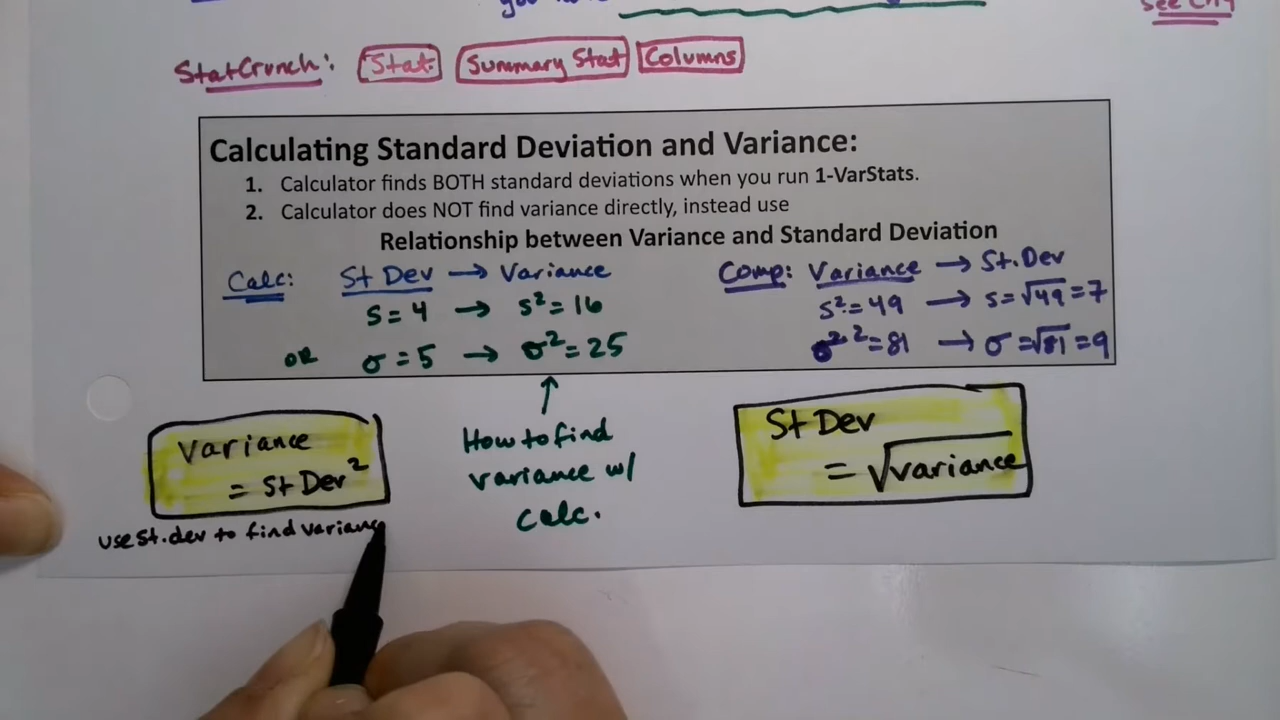 StatCrunch: Stat Summary Stat Columns
Calculating Standard Deviation and Variance:
1. Calculator finds BOTH standard deviations when you run 1-VarStats.
2. Calculator does NOT find variance directly, instead use
Relationship between Variance and Standard Deviation
Calc: St Dev → Variance
s = 4 → s²= 16
OR σ = 5 → σ²= 25
Comp: Variance → St.Dev
s²= 49 → s=√49 = 7
σ²= 81 → σ=√81 = 9
Variance
= St Dev²
use st.dev to find variance
↑
How to find
variance w/
calc.
St Dev
= √variance